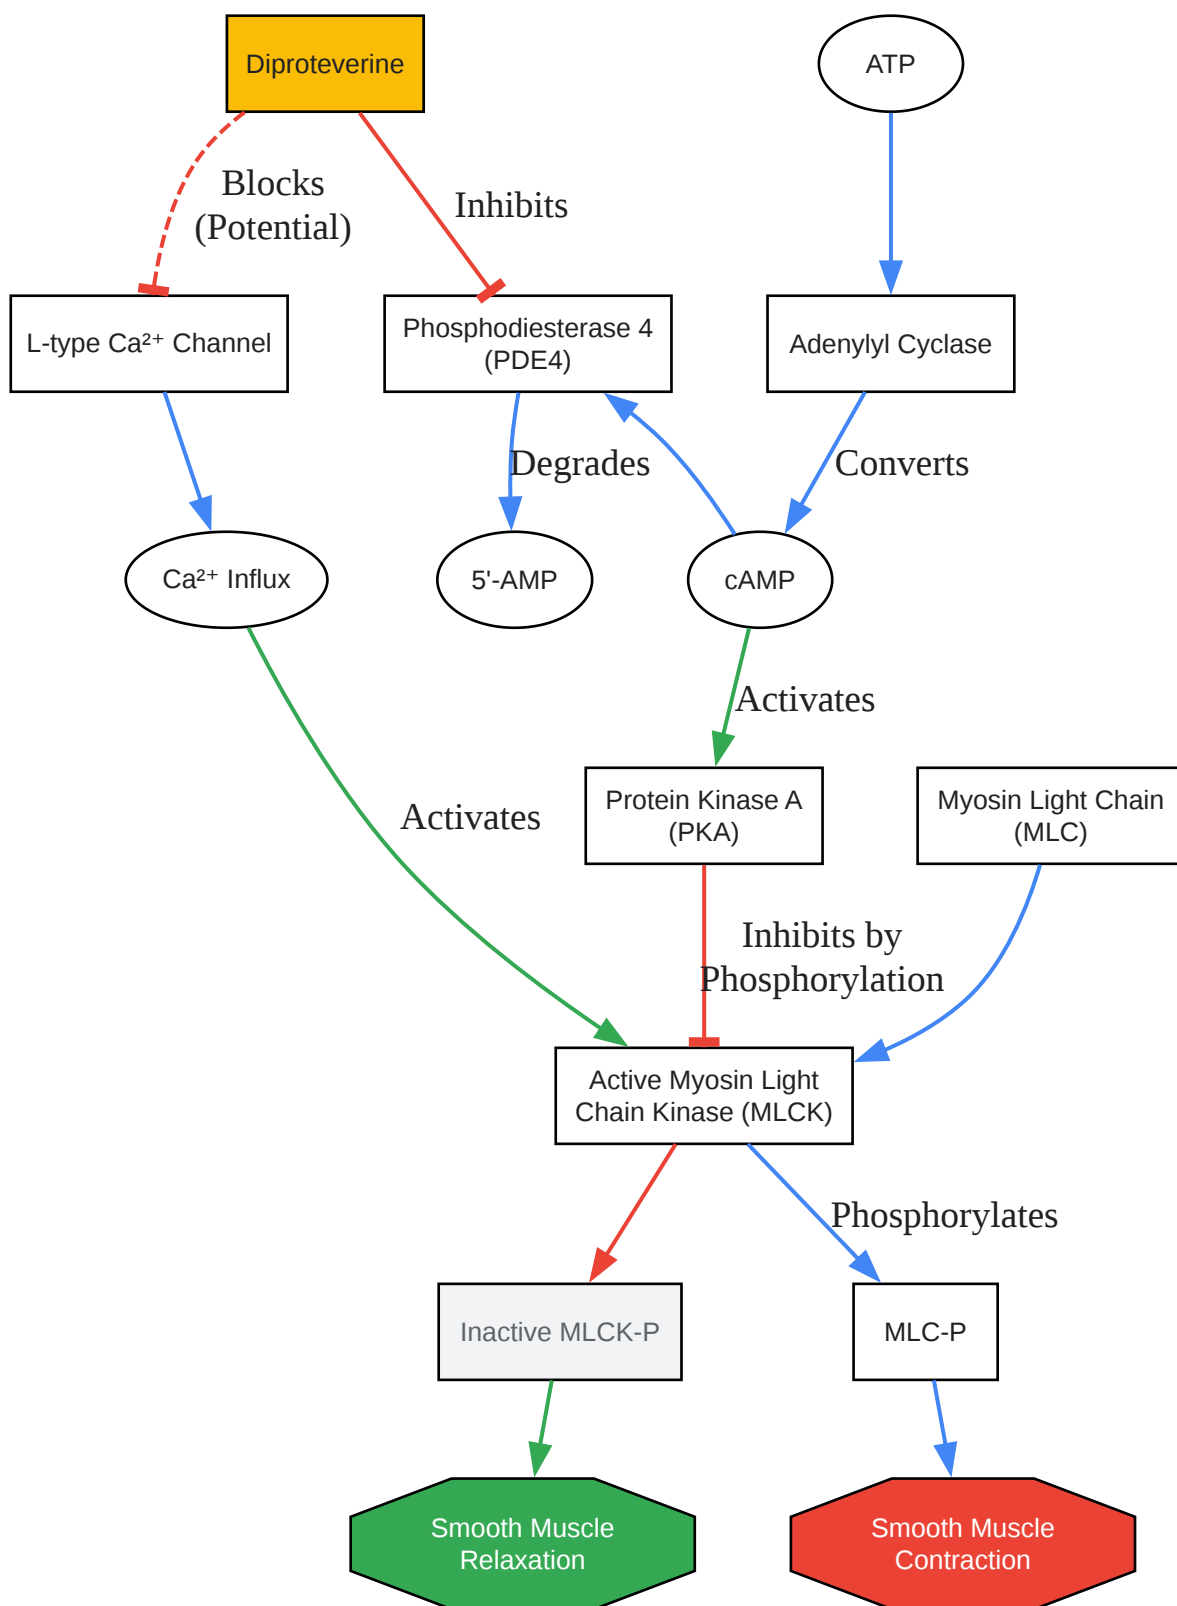 Diproteverine
ATP
Blocks
(Potential)
Inhibits
L-type Ca²⁺ Channel
Phosphodiesterase 4
(PDE4)
Adenylyl Cyclase
Degrades
Converts
Ca²⁺ Influx
5'-AMP
cAMP
Activates
Protein Kinase A
(PKA)
Myosin Light Chain
(MLC)
Activates
Inhibits by
Phosphorylation
Active Myosin Light
Chain Kinase (MLCK)
Phosphorylates
Inactive MLCK-P
MLC-P
Smooth Muscle
Relaxation
Smooth Muscle
Contraction